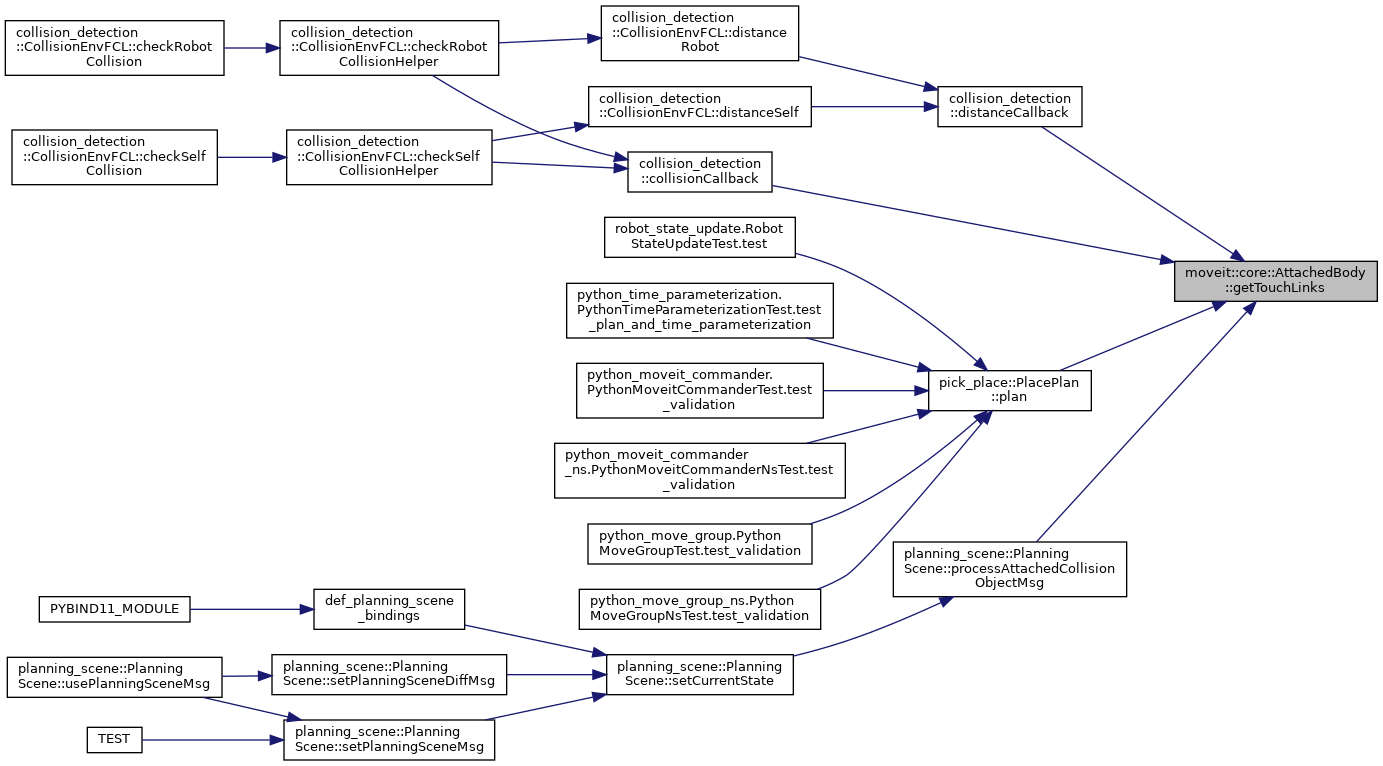 collision_detection
::CollisionEnvFCL::checkRobot
Collision
collision_detection
::CollisionEnvFCL::checkRobot
CollisionHelper
collision_detection
::CollisionEnvFCL::distance
Robot
collision_detection
::CollisionEnvFCL::distanceSelf
collision_detection
::distanceCallback
collision_detection
::CollisionEnvFCL::checkSelf
Collision
collision_detection
::CollisionEnvFCL::checkSelf
CollisionHelper
collision_detection
::collisionCallback
robot_state_update.Robot
StateUpdateTest.test
moveit::core::AttachedBody
::getTouchLinks
python_time_parameterization.
PythonTimeParameterizationTest.test
_plan_and_time_parameterization
python_moveit_commander.
PythonMoveitCommanderTest.test
_validation
pick_place::PlacePlan
::plan
python_moveit_commander
_ns.PythonMoveitCommanderNsTest.test
_validation
python_move_group.Python
MoveGroupTest.test_validation
planning_scene::Planning
Scene::processAttachedCollision
ObjectMsg
python_move_group_ns.Python
MoveGroupNsTest.test_validation
PYBIND11_MODULE
def_planning_scene
_bindings
planning_scene::Planning
Scene::usePlanningSceneMsg
planning_scene::Planning
Scene::setPlanningSceneDiffMsg
planning_scene::Planning
Scene::setCurrentState
TEST
planning_scene::Planning
Scene::setPlanningSceneMsg